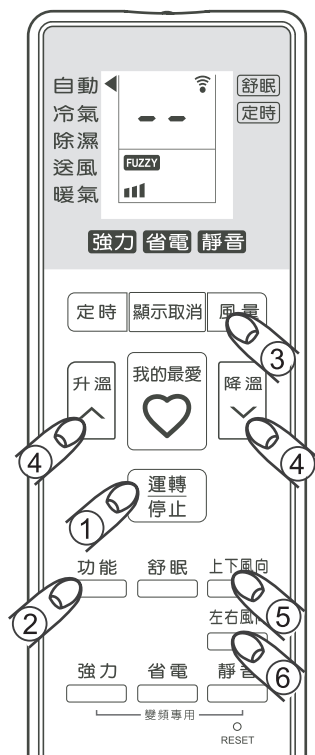 自動
冷氣
除濕
送風
暖氣
舒眠
定時
FUZZY
強力 省電 靜音
定時 顯示取消 風量
升溫 我的最愛 降溫
運轉
停止
功能 舒眠 上下風向
左右風向
強力 省電 靜音
變頻專用
RESET
①
②
③
④
④
⑤
⑥